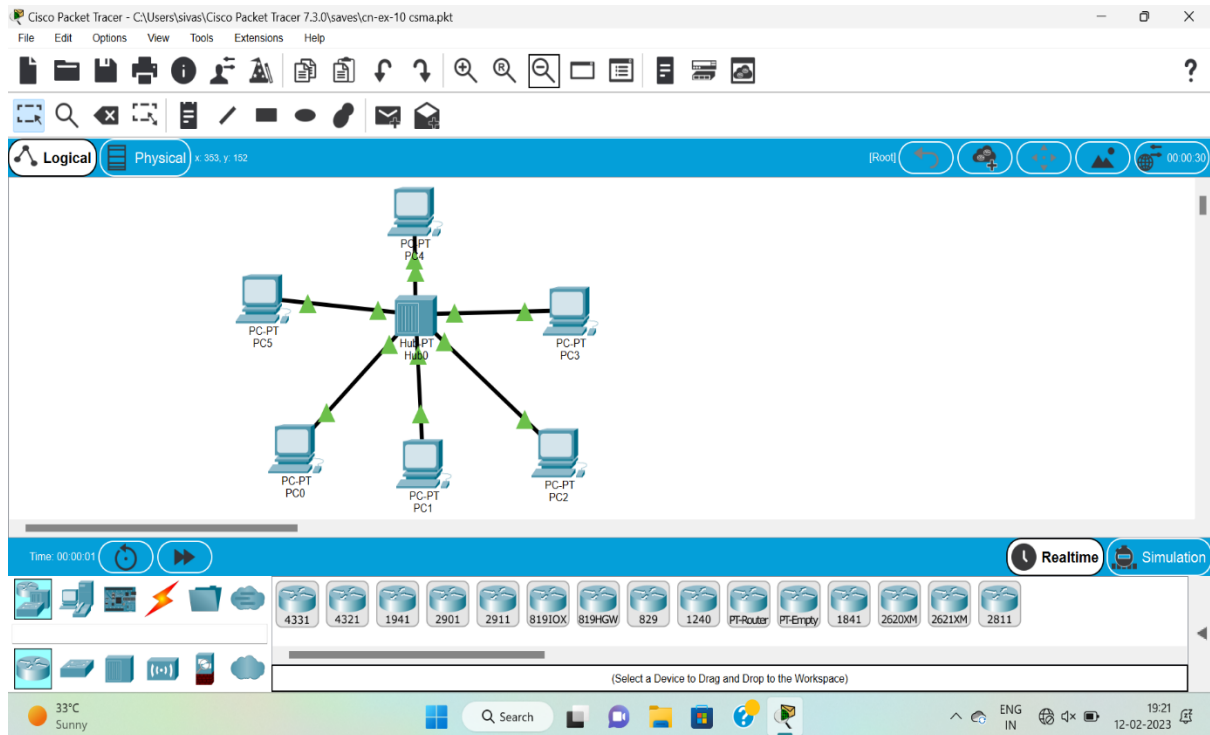 Cisco Packet Tracer - C:\Users\sivas\Cisco Packet Tracer 7.3.0\saves\cn-ex-10 csma.pkt
File Edit Options View Tools Extensions Help
?
Logical Physical x: 353, y: 152 [Root] 00:00:30
PC-PT
PC4
PC-PT
PC5
Hub-PT
Hub0
PC-PT
PC3
PC-PT
PC0
PC-PT
PC1
PC-PT
PC2
Time: 00:00:01 Realtime Simulation
4331 4321 1941 2901 2911 819IOX 819HGW 829 1240 PT-Router PT-Empty 1841 2620XM 2621XM 2811
(Select a Device to Drag and Drop to the Workspace)
33°C
Sunny
Search
ENG
IN
19:21
12-02-2023